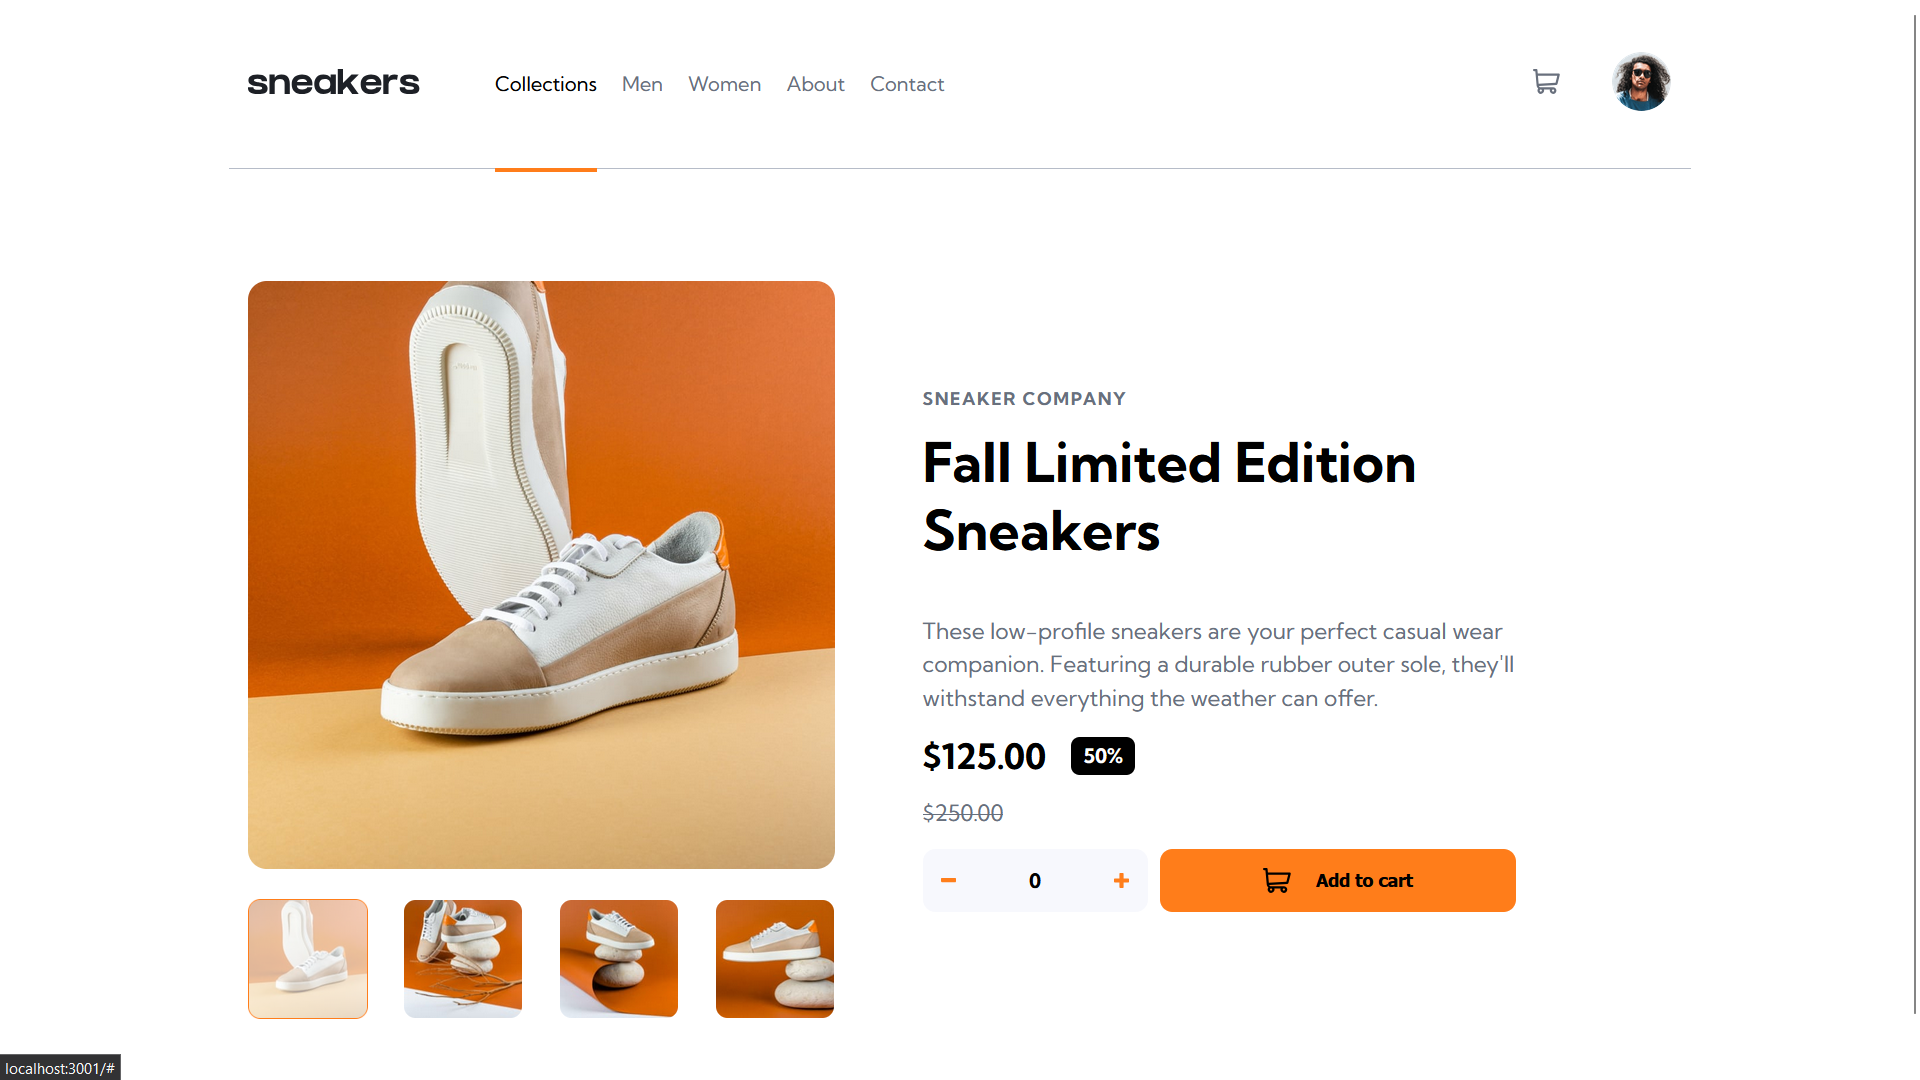 sneakers
Collections Men Women About Contact
SNEAKER COMPANY
Fall Limited Edition
Sneakers
These low-profile sneakers are your perfect casual wear
companion. Featuring a durable rubber outer sole, they'll
withstand everything the weather can offer.
$125.00 50%
$250.00
0 Add to cart
localhost:3001/#